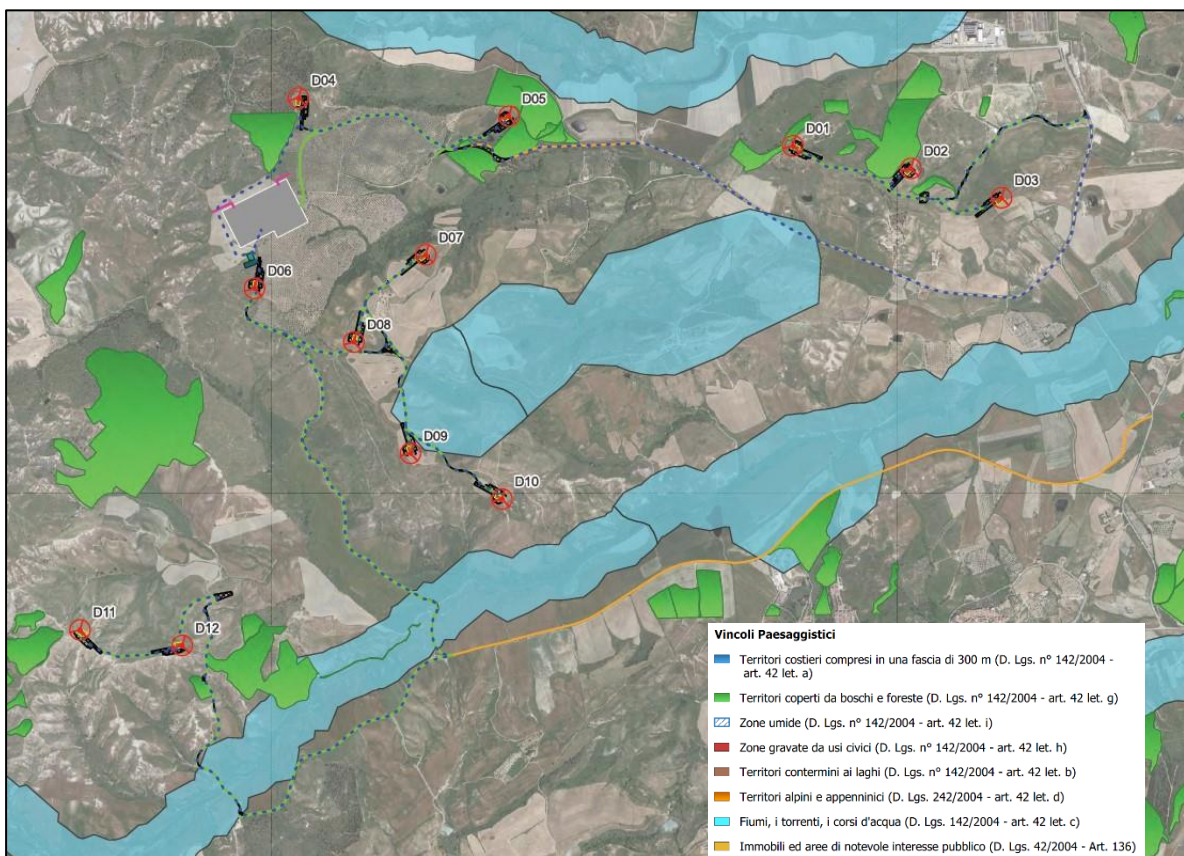 D04
D05
D01
D02
D03
D07
D06
D08
D09
D10
D11
D12
Vincoli Paesaggistici
Territori costieri compresi in una fascia di 300 m (D. Lgs. n° 142/2004 -
art. 42 let. a)
Territori coperti da boschi e foreste (D. Lgs. n° 142/2004 - art. 42 let. g)
Zone umide (D. Lgs. n° 142/2004 - art. 42 let. i)
Zone gravate da usi civici (D. Lgs. n° 142/2004 - art. 42 let. h)
Territori contermini ai laghi (D. Lgs. n° 142/2004 - art. 42 let. b)
Territori alpini e appenninici (D. Lgs. 242/2004 - art. 42 let. d)
Fiumi, i torrenti, i corsi d'acqua (D. Lgs. 142/2004 - art. 42 let. c)
Immobili ed aree di notevole interesse pubblico (D. Lgs. 42/2004 - Art. 136)